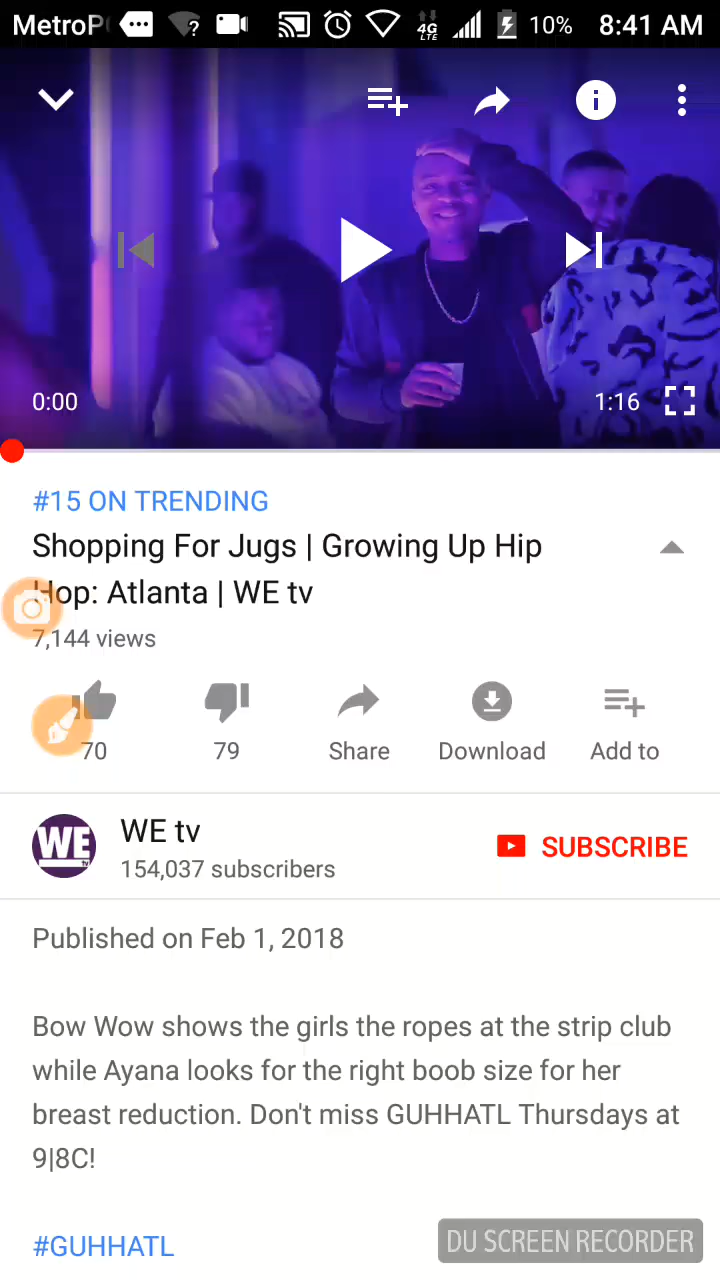 MetroP 4G LTE 10% 8:41 AM
0:00 1:16
#15 ON TRENDING
Shopping For Jugs | Growing Up Hip
Hop: Atlanta | WE tv
7,144 views
70 79 Share Download Add to
WE tv WE tv SUBSCRIBE
154,037 subscribers
Published on Feb 1, 2018
Bow Wow shows the girls the ropes at the strip club
while Ayana looks for the right boob size for her
breast reduction. Don't miss GUHHATL Thursdays at
9|8C!
#GUHHATL
DU SCREEN RECORDER